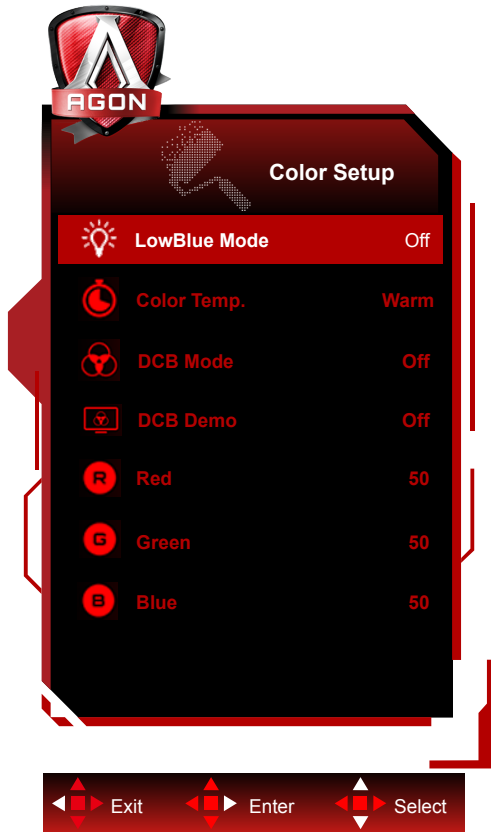 AGON
Color Setup
LowBlue Mode Off
Color Temp. Warm
DCB Mode Off
DCB Demo Off
R Red 50
G Green 50
B Blue 50
Exit Enter Select